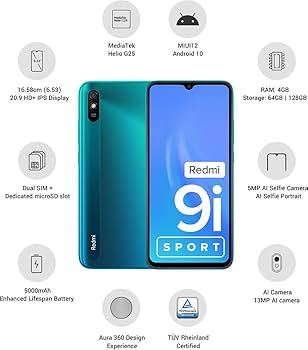 MediaTek
Helio G25
MIUI12
Android 10
16.58cm (6.53)
20:9 HD+ IPS Display
RAM: 4GB
Storage: 64GB | 128GB
Redmi
9i
SPORT
Dual SIM +
Dedicated microSD slot
5MP AI Selfie Camera
AI Selfie Portrait
Redmi
5000mAh
Enhanced Lifespan Battery
AI Camera
13MP AI camera
Aura 360 Design
Experience
TÜV Rheinland
Certified